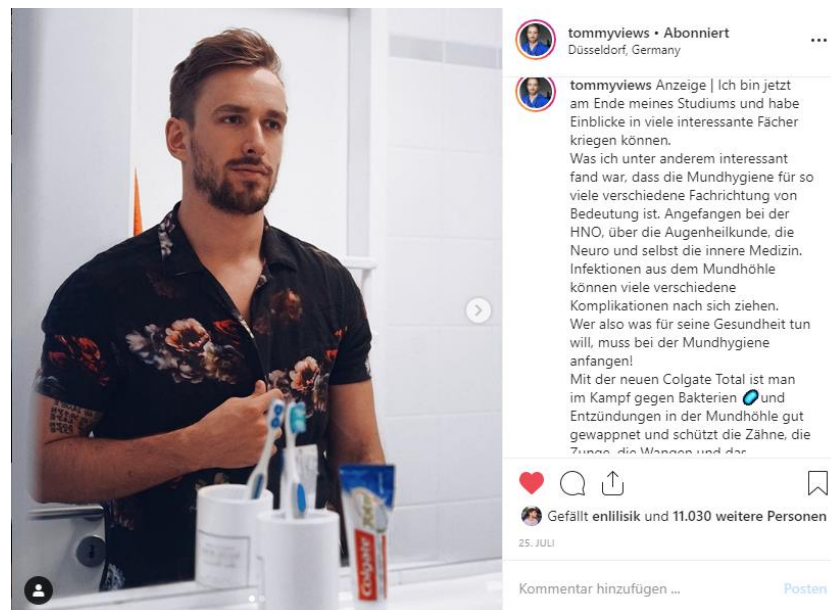 tommyviews • Abonniert
Düsseldorf, Germany
tommyviews Anzeige | Ich bin jetzt
am Ende meines Studiums und habe
Einblicke in viele interessante Fächer
kriegen können.
Was ich unter anderem interessant
fand war, dass die Mundhygiene für so
viele verschiedene Fachrichtung von
Bedeutung ist. Angefangen bei der
HNO, über die Augenheilkunde, die
Neuro und selbst die innere Medizin.
Infektionen aus dem Mundhöhle
können viele verschiedene
Komplikationen nach sich ziehen.
Wer also was für seine Gesundheit tun
will, muss bei der Mundhygiene
anfangen!
Mit der neuen Colgate Total ist man
im Kampf gegen Bakterien 🦠und
Entzündungen in der Mundhöhle gut
gewappnet und schützt die Zähne, die
Zunge, die Wangen und das
Colgate
Gefällt enlilisik und 11.030 weitere Personen
25. JULI
Kommentar hinzufügen ...
Posten